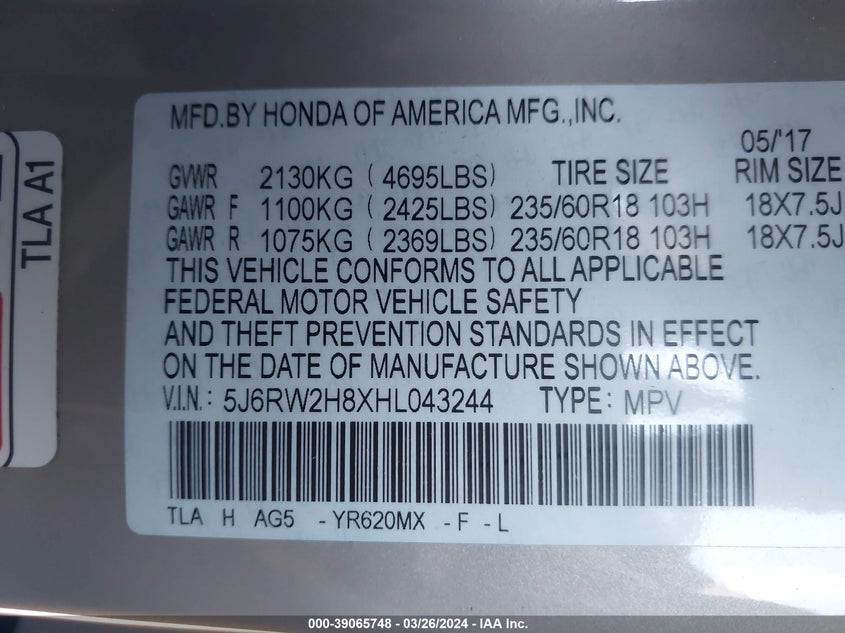 MFD.BY HONDA OF AMERICA MFG.,INC.
05/'17
GVWR 2130KG ( 4695LBS) TIRE SIZE RIM SIZE
GAWR F 1100KG ( 2425LBS) 235/60R18 103H 18X7.5J
GAWR R 1075KG ( 2369LBS) 235/60R18 103H 18X7.5J
THIS VEHICLE CONFORMS TO ALL APPLICABLE
FEDERAL MOTOR VEHICLE SAFETY
AND THEFT PREVENTION STANDARDS IN EFFECT
ON THE DATE OF MANUFACTURE SHOWN ABOVE.
V.I.N.: 5J6RW2H8XHL043244 TYPE: MPV
TLA H AG5 -YR620MX -F -L
TLA A1
000-39065748 - 03/26/2024 - IAA Inc.